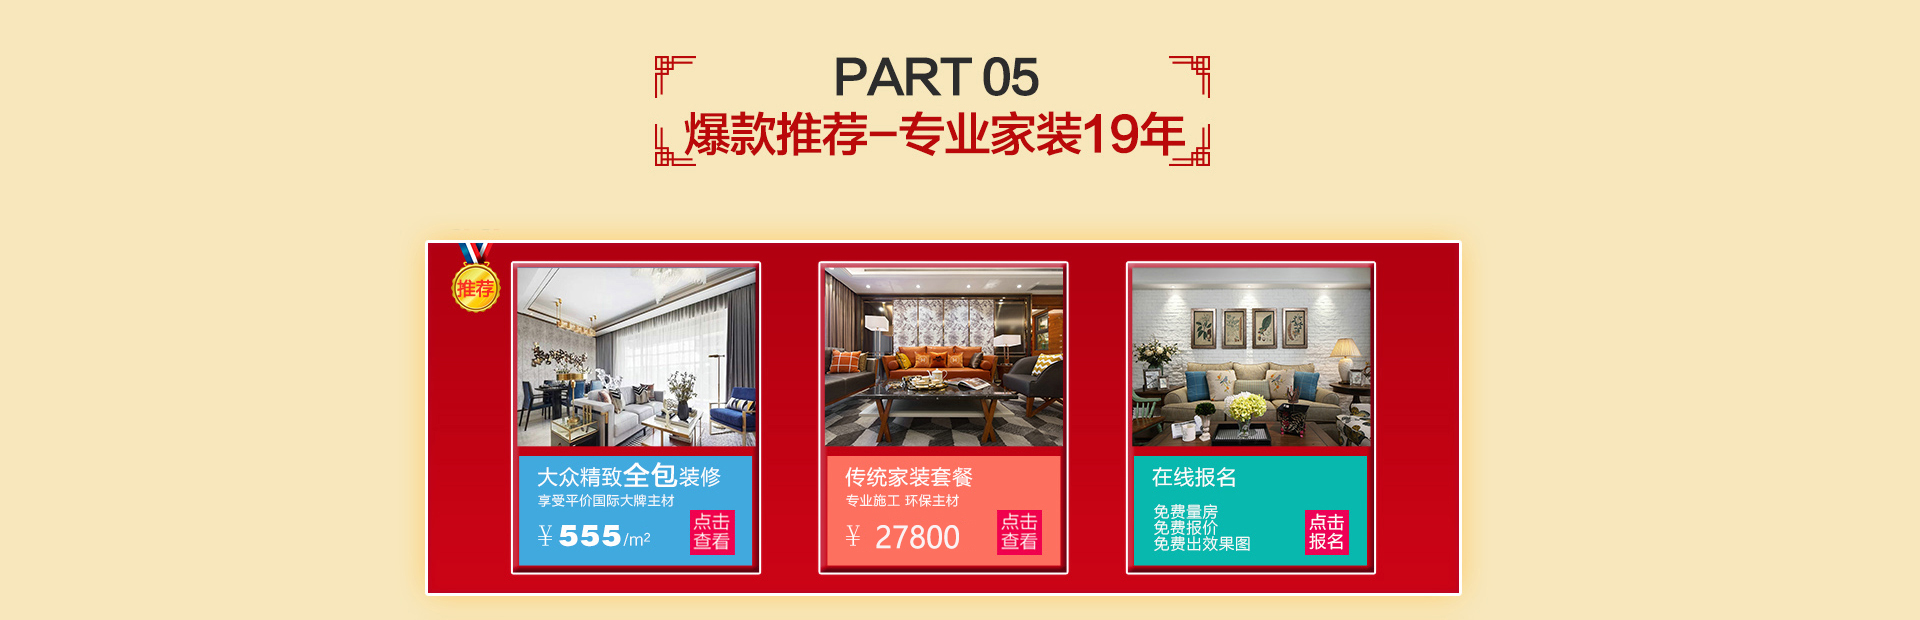 PART 05
爆款推荐-专业家装19年
推荐
大众精致全包装修
享受平价国际大牌主材
￥555/m²
点击
查看
传统家装套餐
专业施工 环保主材
￥ 27800
点击
查看
在线报名
免费量房
免费报价
免费出效果图
点击
报名